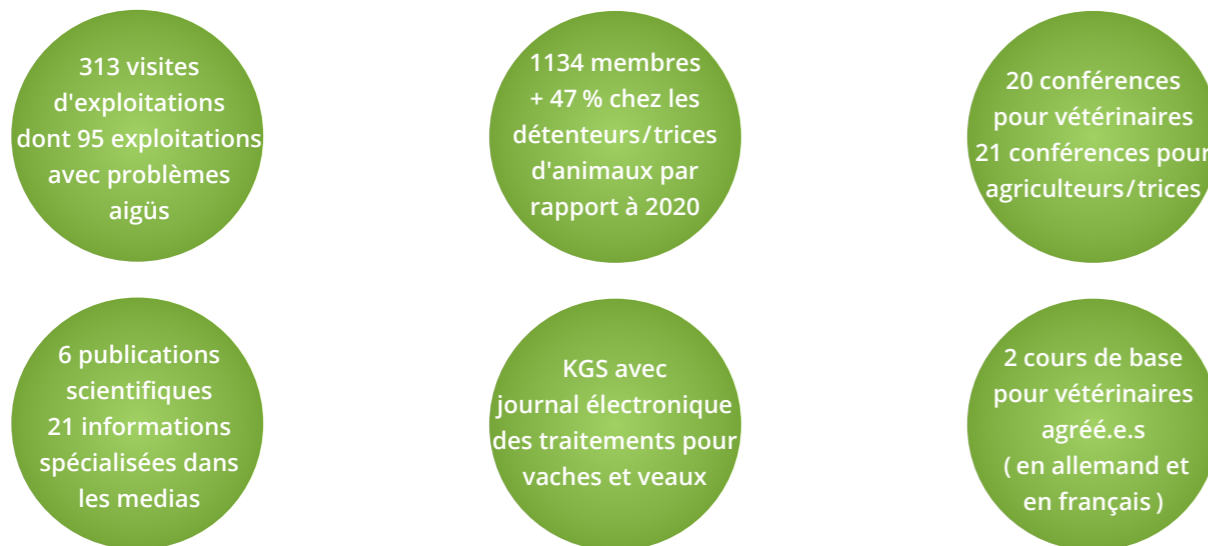 313 visites
d'exploitations
dont 95 exploitations
avec problèmes
aigüs
1134 membres
+ 47 % chez les
détenteurs/trices
d'animaux par
rapport à 2020
20 conférences
pour vétérinaires
21 conférences pour
agriculteurs/trices
6 publications
scientifiques
21 informations
spécialisées dans
les medias
KGS avec
journal électronique
des traitements pour
vaches et veaux
2 cours de base
pour vétérinaires
agréé.e.s
( en allemand et
en français )